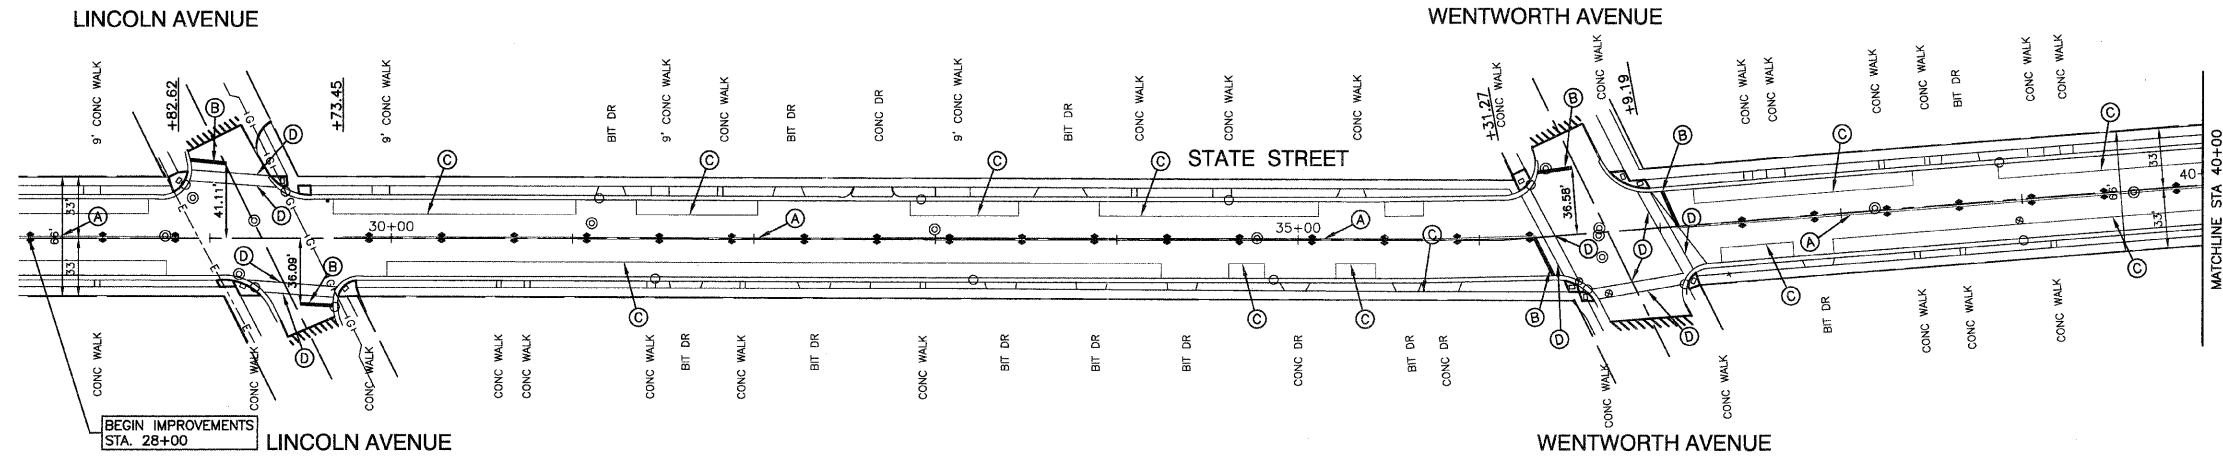 LINCOLN AVENUE
WENTWORTH AVENUE
9' CONC WALK
+82.62
B
G
D
+73.45
9' CONC WALK
C
BIT DR
9' CONC WALK
CONC WALK
C
BIT DR
CONC DR
9' CONC WALK
C
BIT DR
CONC WALK
C
CONC WALK
STATE STREET
CONC WALK
+31.27
CONC WALK
B
CONC WALK
+9.19
B
CONC WALK
CONC WALK
C
CONC WALK
CONC WALK
BIT DR
CONC WALK
CONC WALK
C
MATCHLINE STA 40+00
33'
66'
33'
A
E
41.11'
D
G
G
30+00
A
35+00
A
C
36.58'
D
D
D
A
33'
66'
33'
40
E
D
36.09'
B
G
C
C
C
B
D
D
C
C
E
D
G
CONC WALK
CONC WALK
CONC WALK
CONC WALK
CONC WALK
CONC WALK
BIT DR
CONC WALK
BIT DR
CONC WALK
BIT DR
BIT DR
BIT DR
CONC DR
BIT DR
CONC DR
CONC WALK
CONC WALK
BIT DR
CONC WALK
CONC WALK
CONC WALK
BEGIN IMPROVEMENTS
STA. 28+00
LINCOLN AVENUE
WENTWORTH AVENUE